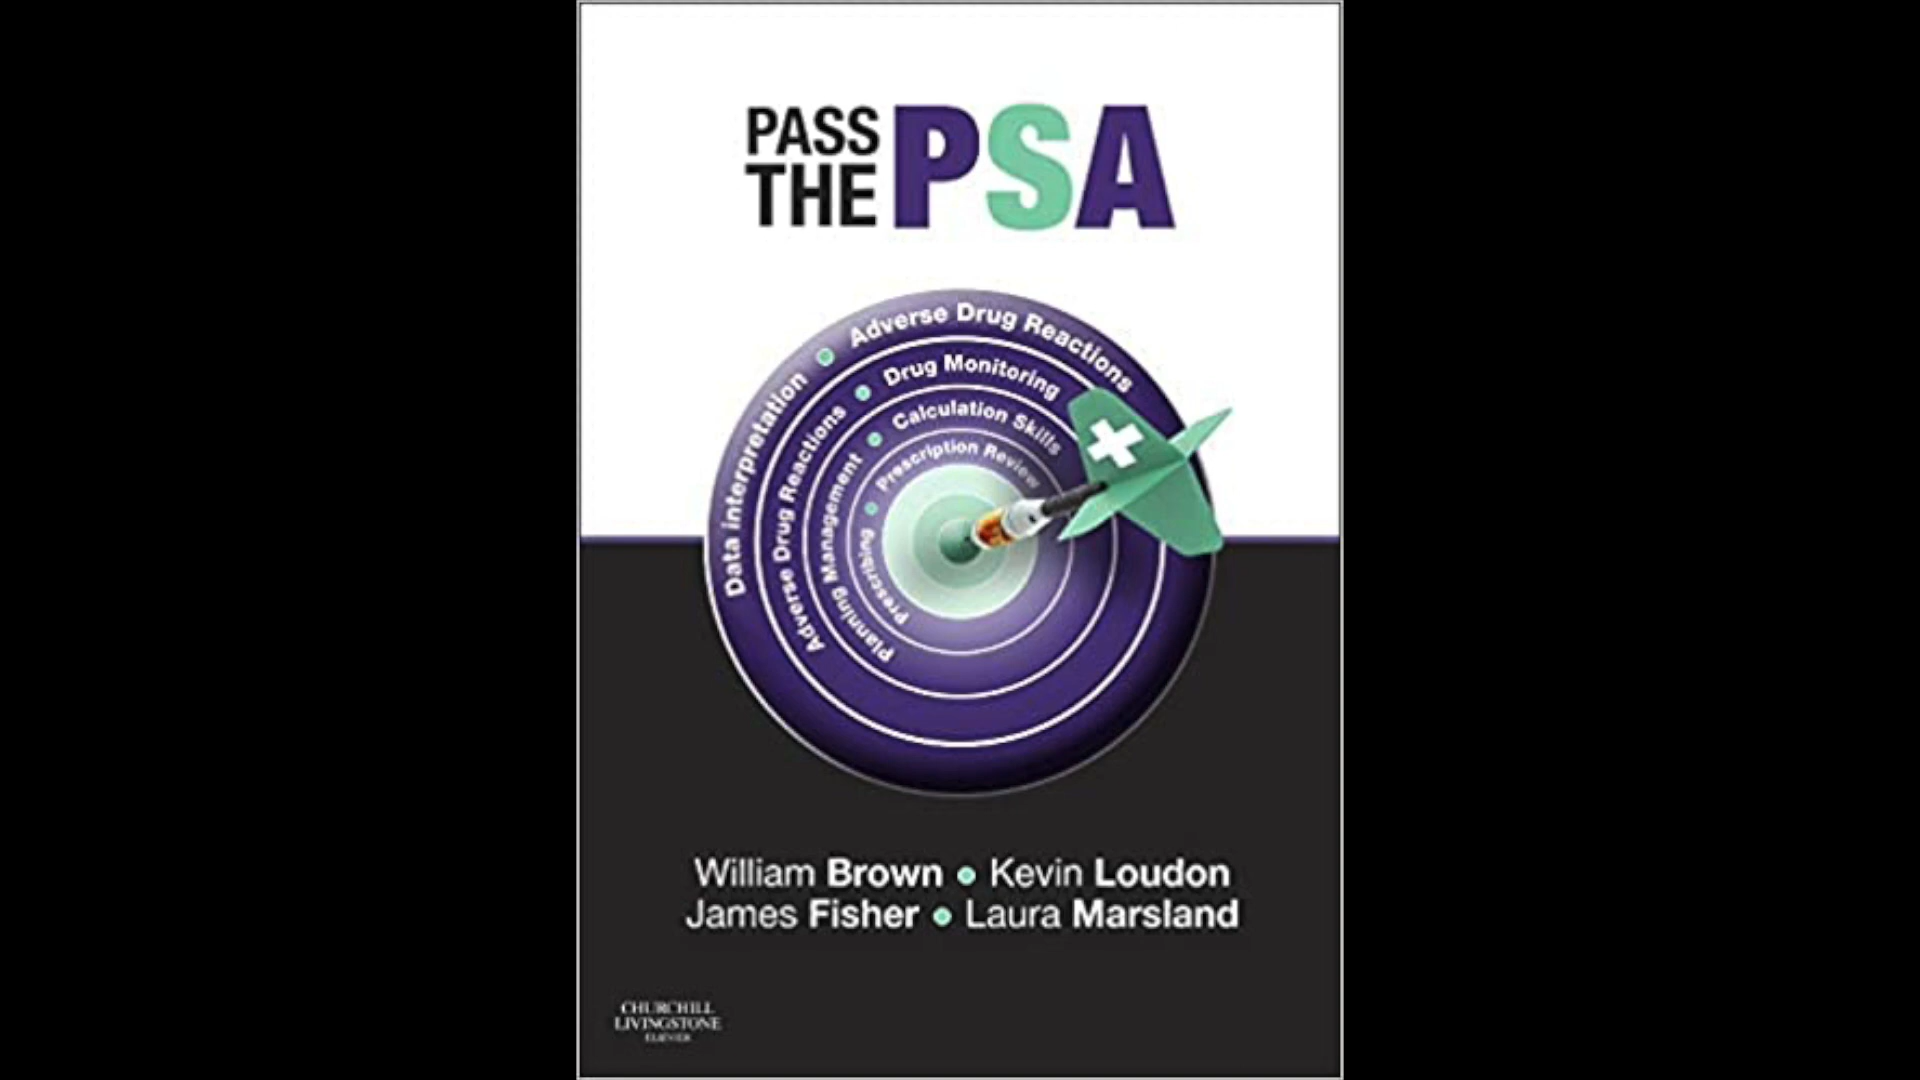 PASS
THE PSA
Data interpretation • Adverse Drug Reactions
Adverse Drug Reactions • Drug Monitoring
Planning Management • Calculation Skills
Prescribing • Prescription Review
William Brown • Kevin Loudon
James Fisher • Laura Marsland
CHURCHILL
LIVINGSTONE
ELSEVIER